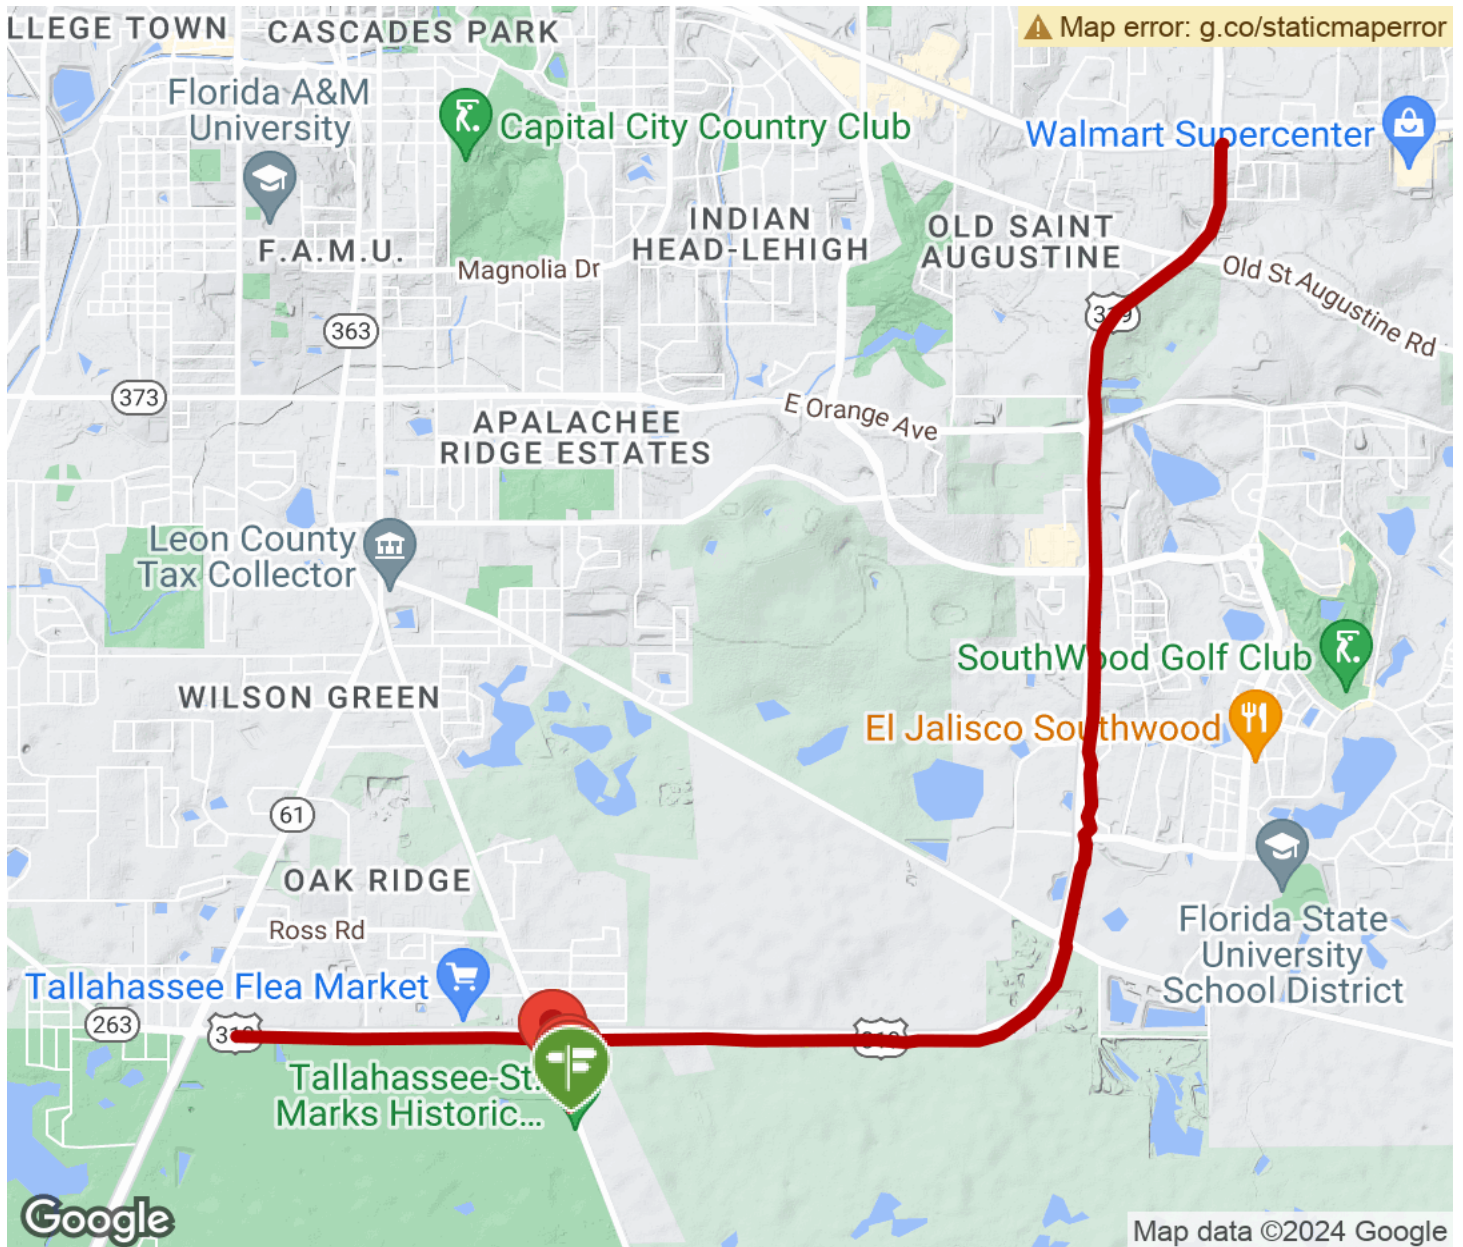 LLEGE TOWN
CASCADES PARK
Map error: g.co/staticmaperror
Florida A&M
University
Capital City Country Club
Walmart Supercenter
INDIAN
HEAD-LEHIGH
OLD SAINT
AUGUSTINE
F.A.M.U.
Magnolia Dr
Old St Augustine Rd
319
363
373
E Orange Ave
APALACHEE
RIDGE ESTATES
Leon County
Tax Collector
SouthWood Golf Club
WILSON GREEN
El Jalisco Southwood
61
OAK RIDGE
Ross Rd
Florida State
University
School District
Tallahassee Flea Market
263
319
319
Tallahassee-St.
Marks Historic...
Google
Map data ©2024 Google